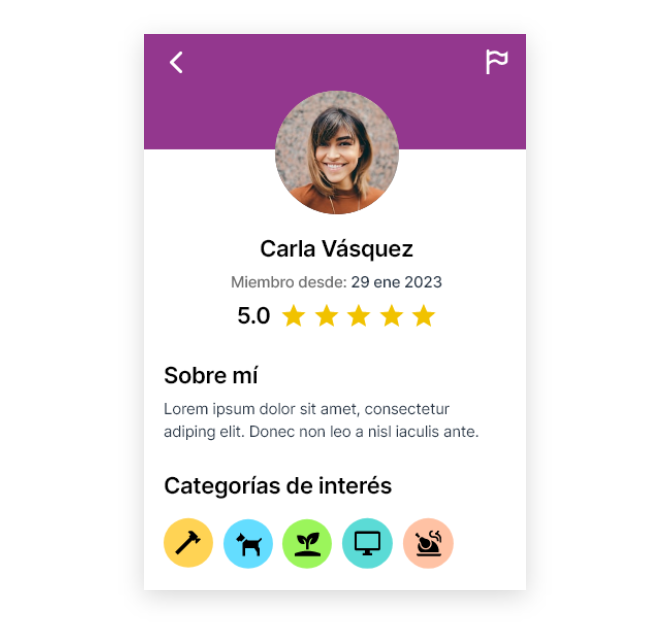 Carla Vásquez
Miembro desde: 29 ene 2023
5.0
Sobre mí
Lorem ipsum dolor sit amet, consectetur
adiping elit. Donec non leo a nisl iaculis ante.
Categorías de interés